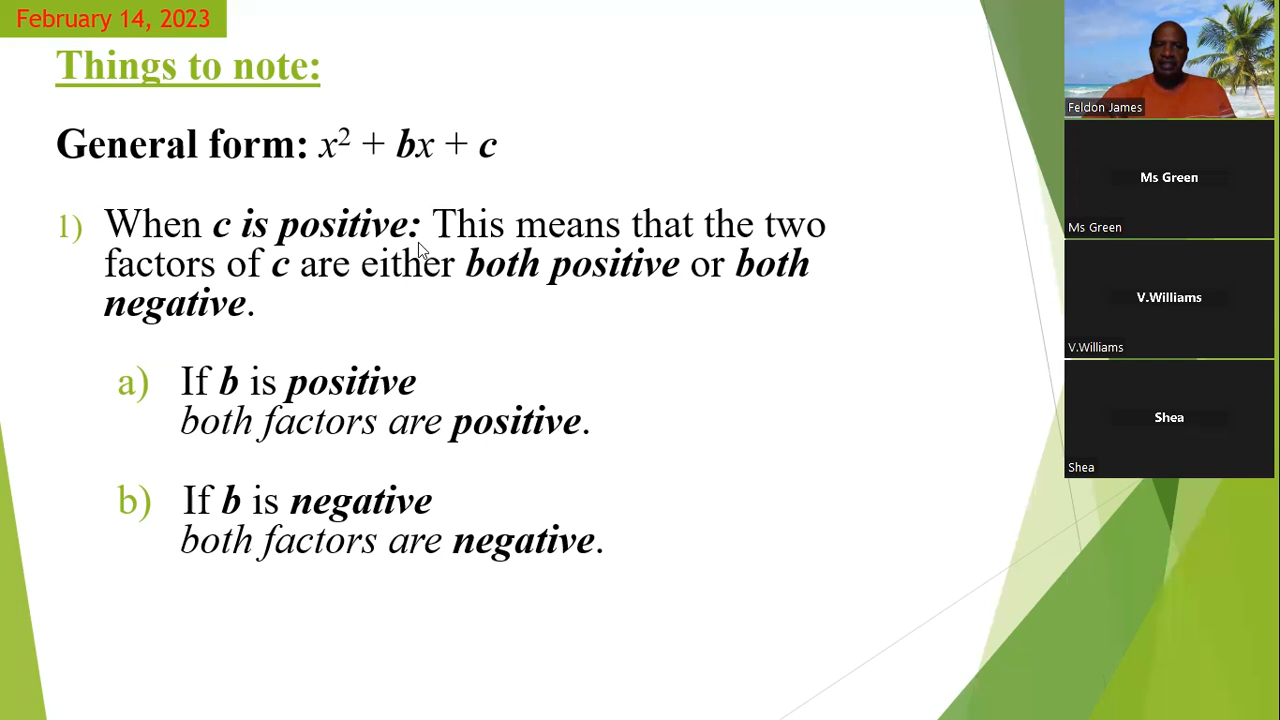 February 14, 2023
Things to note:
General form: x² + bx + c
1) When c is positive: This means that the two
factors of c are either both positive or both
negative.
a) If b is positive
both factors are positive.
b) If b is negative
both factors are negative.
Feldon James
Ms Green
Ms Green
V.Williams
V.Williams
Shea
Shea